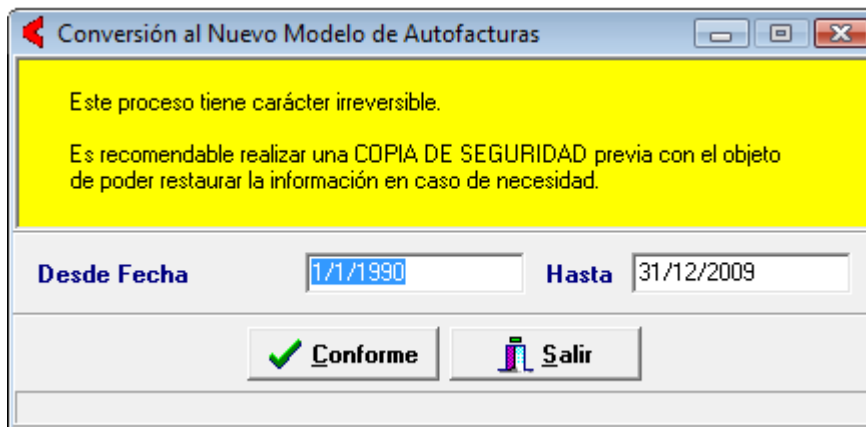 Conversión al Nuevo Modelo de Autofacturas
Este proceso tiene carácter irreversible.
Es recomendable realizar una COPIA DE SEGURIDAD previa con el objeto
de poder restaurar la información en caso de necesidad.
Desde Fecha 1/1/1990 Hasta 31/12/2009
Conforme Salir